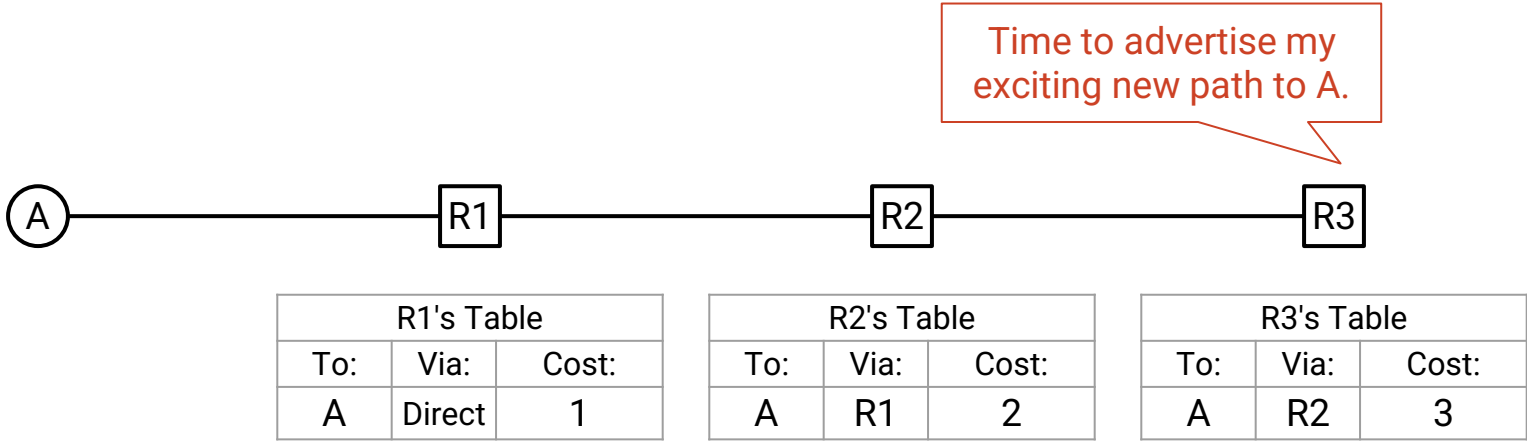 Time to advertise my
exciting new path to A.
A
R1
R2
R3
R1's Table
To: Via: Cost:
A Direct 1
R2's Table
To: Via: Cost:
A R1 2
R3's Table
To: Via: Cost:
A R2 3